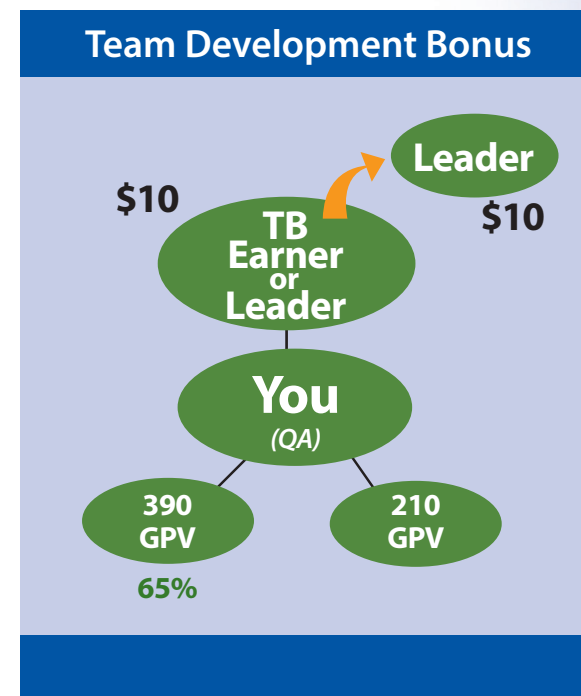 Team Development Bonus
Leader
$10
$10
TB
Earner
or
Leader
You
(QA)
390
GPV
210
GPV
65%